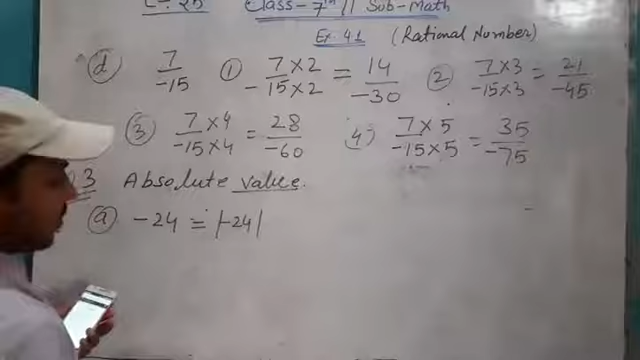 L-25 Class-7th // Sub-Math
Ex-4.1 (Rational Number)
(d) 7/-15 (1) 7×2/-15×2 = 14/-30 (2) 7×3/-15×3 = 21/-45
(3) 7×4/-15×4 = 28/-60 (4) 7×5/-15×5 = 35/-75
3 Absolute value.
(a) -24 = |-24|